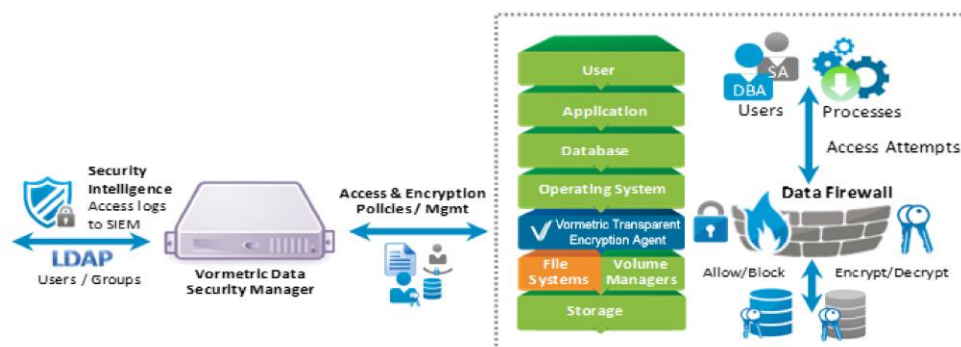 Security
Intelligence
Access logs
to SIEM
LDAP
Users / Groups
Vormetric Data
Security Manager
Access & Encryption
Policies / Mgmt
User
Application
Database
Operating System
Vormetric Transparent
Encryption Agent
File
Systems
Volume
Managers
Storage
DBA
SA
Users
Processes
Access Attempts
Data Firewall
Allow/Block
Encrypt/Decrypt